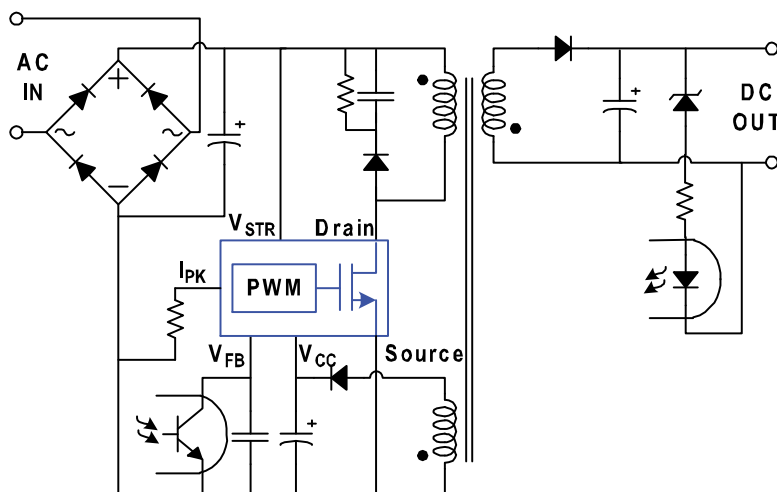 AC
IN
+
~
~
−
+
+
DC
OUT
VSTR
Drain
IPK
PWM
VFB
VCC
Source
+